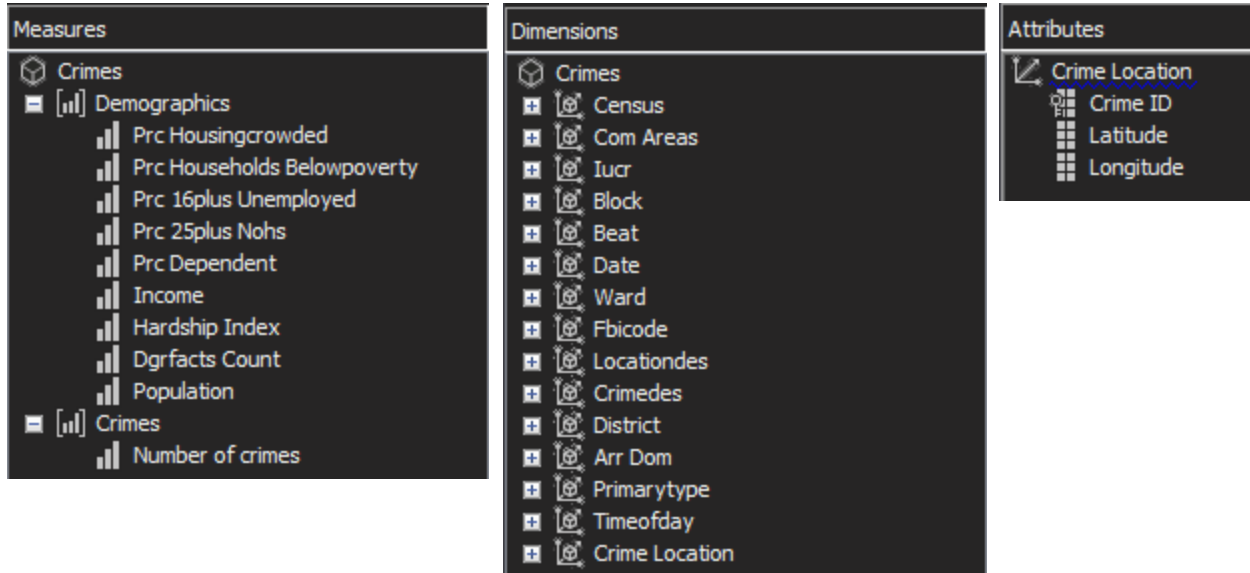 Measures
Crimes
Demographics
Prc Housingcrowded
Prc Households Belowpoverty
Prc 16plus Unemployed
Prc 25plus Nohs
Prc Dependent
Income
Hardship Index
Dgrfacts Count
Population
Crimes
Number of crimes
Dimensions
Crimes
Census
Com Areas
Iucr
Block
Beat
Date
Ward
Fbicode
Locationdes
Crimedes
District
Arr Dom
Primarytype
Timeofday
Crime Location
Attributes
Crime Location
Crime ID
Latitude
Longitude